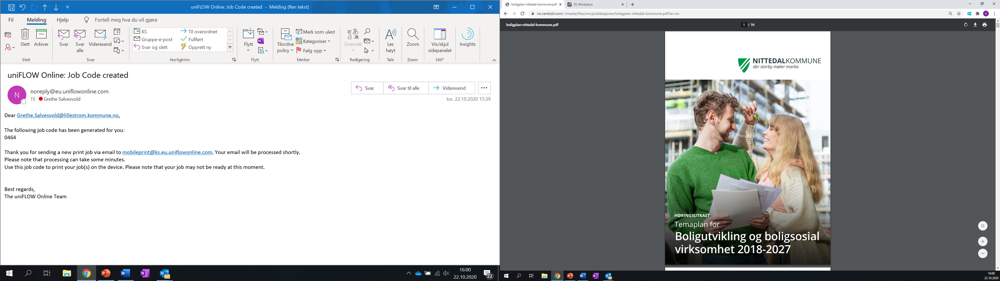 uniFLOW Online: Job Code created - Melding (Ren tekst)
Fil Melding Hjelp Fortell meg hva du vil gjøre
Slett
Arkiver
Slett
Svar
Svar alle
Videresend
Svar
KS
Gruppe-e-post
Svar og slett
Til overordnet
Fullført
Opprett ny
Hurtigtrinn
Flytt
Flytt
Tilordne policy
Merk som ulest
Kategoriser
Følg opp
Merker
Oversett
Redigering
Les høyt
Tale
Zoom
Zoom
Vis/skjul sidepanelet
360°
Insights
uniFLOW Online: Job Code created
N
noreply@eu.uniflowonline.com
Til Grethe Salvesvold
Svar
Svar til alle
Videresend
tor. 22.10.2020 15:39
Dear Grethe.Salvesvold@lillestrom.kommune.no,
The following job code has been generated for you:
0464
Thank you for sending a new print job via email to mobileprint@ks.eu.uniflowonline.com. Your email will be processed shortly.
Please note that processing can take some minutes.
Use this job code to print your job(s) on the device. Please note that your job may not be ready at this moment.
Best regards,
The uniFLOW Online Team
16:00
22.10.2020
22
boligplan-nittedal-kommune.pdf
(5) Workplace
no.ramboll.com/-/media/files/rno/publikasjoner/boligplan-nittedal-kommune.pdf?la=no
G
boligplan-nittedal-kommune.pdf
1 / 56
NITTEDALKOMMUNE
der storby møter marka
HØRINGSUTKAST
Temaplan for
Boligutvikling og boligsosial
virksomhet 2018-2027
16:00
22.10.2020